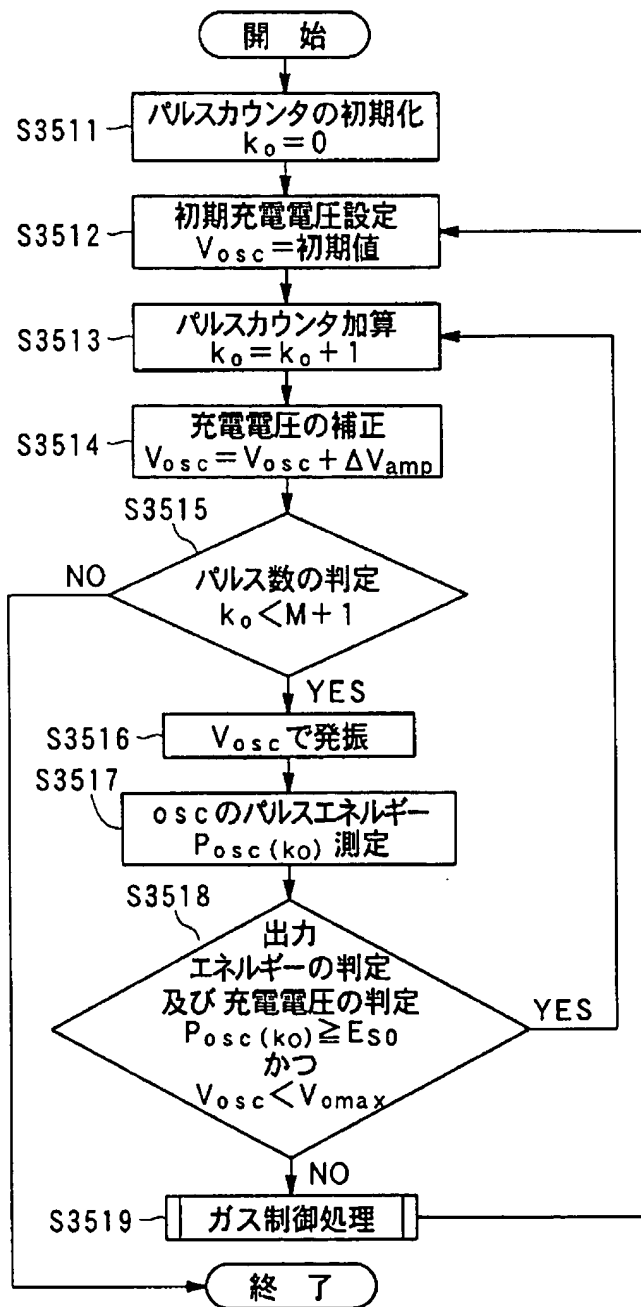 開 始
S3511
パルスカウンタの初期化
k₀=0
S3512
初期充電電圧設定
Vosc=初期値
S3513
パルスカウンタ加算
k₀=k₀+1
S3514
充電電圧の補正
Vosc=Vosc+ΔVamp
S3515
NO
パルス数の判定
k₀<M+1
YES
S3516
Voscで発振
S3517
oscのパルスエネルギー
Posc(k₀) 測定
S3518
出力
エネルギーの判定
及び 充電電圧の判定
YES
Posc(k₀)≧Es₀
かつ
Vosc<Vomax
NO
S3519
ガス制御処理
終 了